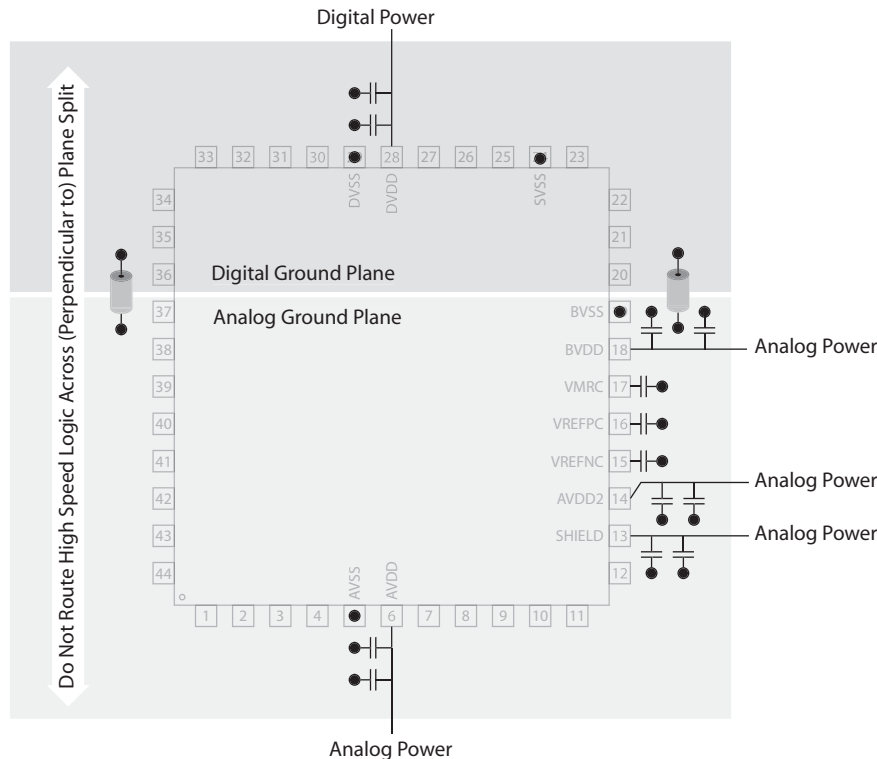 Digital Power
Do Not Route High Speed Logic Across (Perpendicular to) Plane Split
33 32 31 30 28 27 26 25 23
DVSS DVDD SVSS
34 22
35 21
36 Digital Ground Plane 20
37 Analog Ground Plane BVSS
38 BVDD 18 Analog Power
39 VMRC 17
40 VREFPC 16
41 VREFNC 15
42 AVDD2 14 Analog Power
43 SHIELD 13 Analog Power
44 12
AVSS AVDD
1 2 3 4 6 7 8 9 10 11
Analog Power